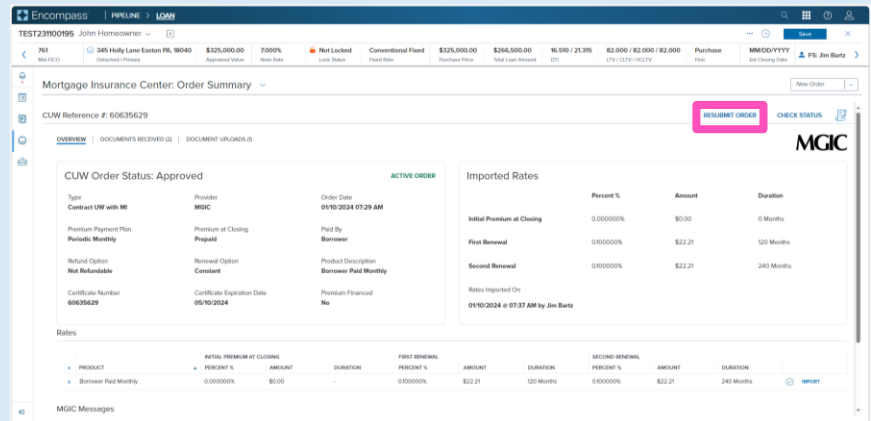 Encompass® | PIPELINE > LOAN
TEST231100195 John Homeowner Save
761 345 Holly Lane Easton PA, 18040 $325,000.00 7.000% Not Locked Conventional Fixed $325,000.00 $266,500.00 16.510 / 21.315 82.000 / 82.000 / 82.000 Purchase MM/DD/YYYY FS: Jim Bartz
Mid-FICO Detached | Primary Appraised Value Note Rate Lock Status Fixed Rate Purchase Price Total Loan Amount DTI LTV / CLTV / HCLTV First Est Closing Date
Mortgage Insurance Center: Order Summary New Order
CUW Reference #: 60635629 RESUBMIT ORDER CHECK STATUS
OVERVIEW | DOCUMENTS RECEIVED (2) | DOCUMENT UPLOADS (1)
MGIC
CUW Order Status: Approved ACTIVE ORDER
Type Provider Order Date
Contract UW with MI MGIC 01/10/2024 07:29 AM
Premium Payment Plan Premium at Closing Paid By
Periodic Monthly Prepaid Borrower
Refund Option Renewal Option Product Description
Not Refundable Constant Borrower Paid Monthly
Certificate Number Certificate Expiration Date Premium Financed
60635629 05/10/2024 No
Imported Rates
Percent % Amount Duration
Initial Premium at Closing 0.000000% $0.00 0 Months
First Renewal 0.100000% $22.21 120 Months
Second Renewal 0.100000% $22.21 240 Months
Rates Imported On
01/10/2024 @ 07:37 AM by Jim Bartz
Rates
INITIAL PREMIUM AT CLOSING FIRST RENEWAL SECOND RENEWAL
PRODUCT PERCENT % AMOUNT DURATION PERCENT % AMOUNT DURATION PERCENT % AMOUNT DURATION
Borrower Paid Monthly 0.000000% $0.00 - 0.100000% $22.21 120 Months 0.100000% $22.21 240 Months IMPORT
MGIC Messages